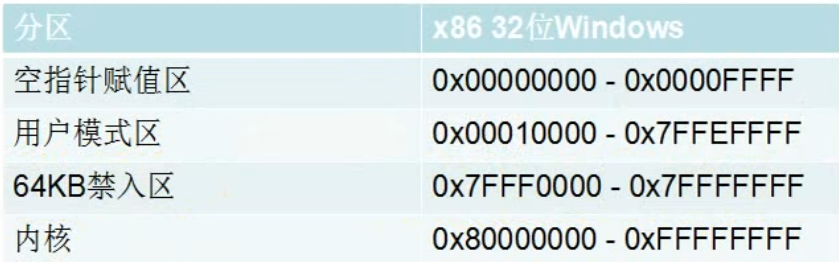 分区 x86 32位Windows
空指针赋值区 0x00000000 - 0x0000FFFF
用户模式区 0x00010000 - 0x7FFEFFFF
64KB禁入区 0x7FFF0000 - 0x7FFFFFFF
内核 0x80000000 - 0xFFFFFFFF